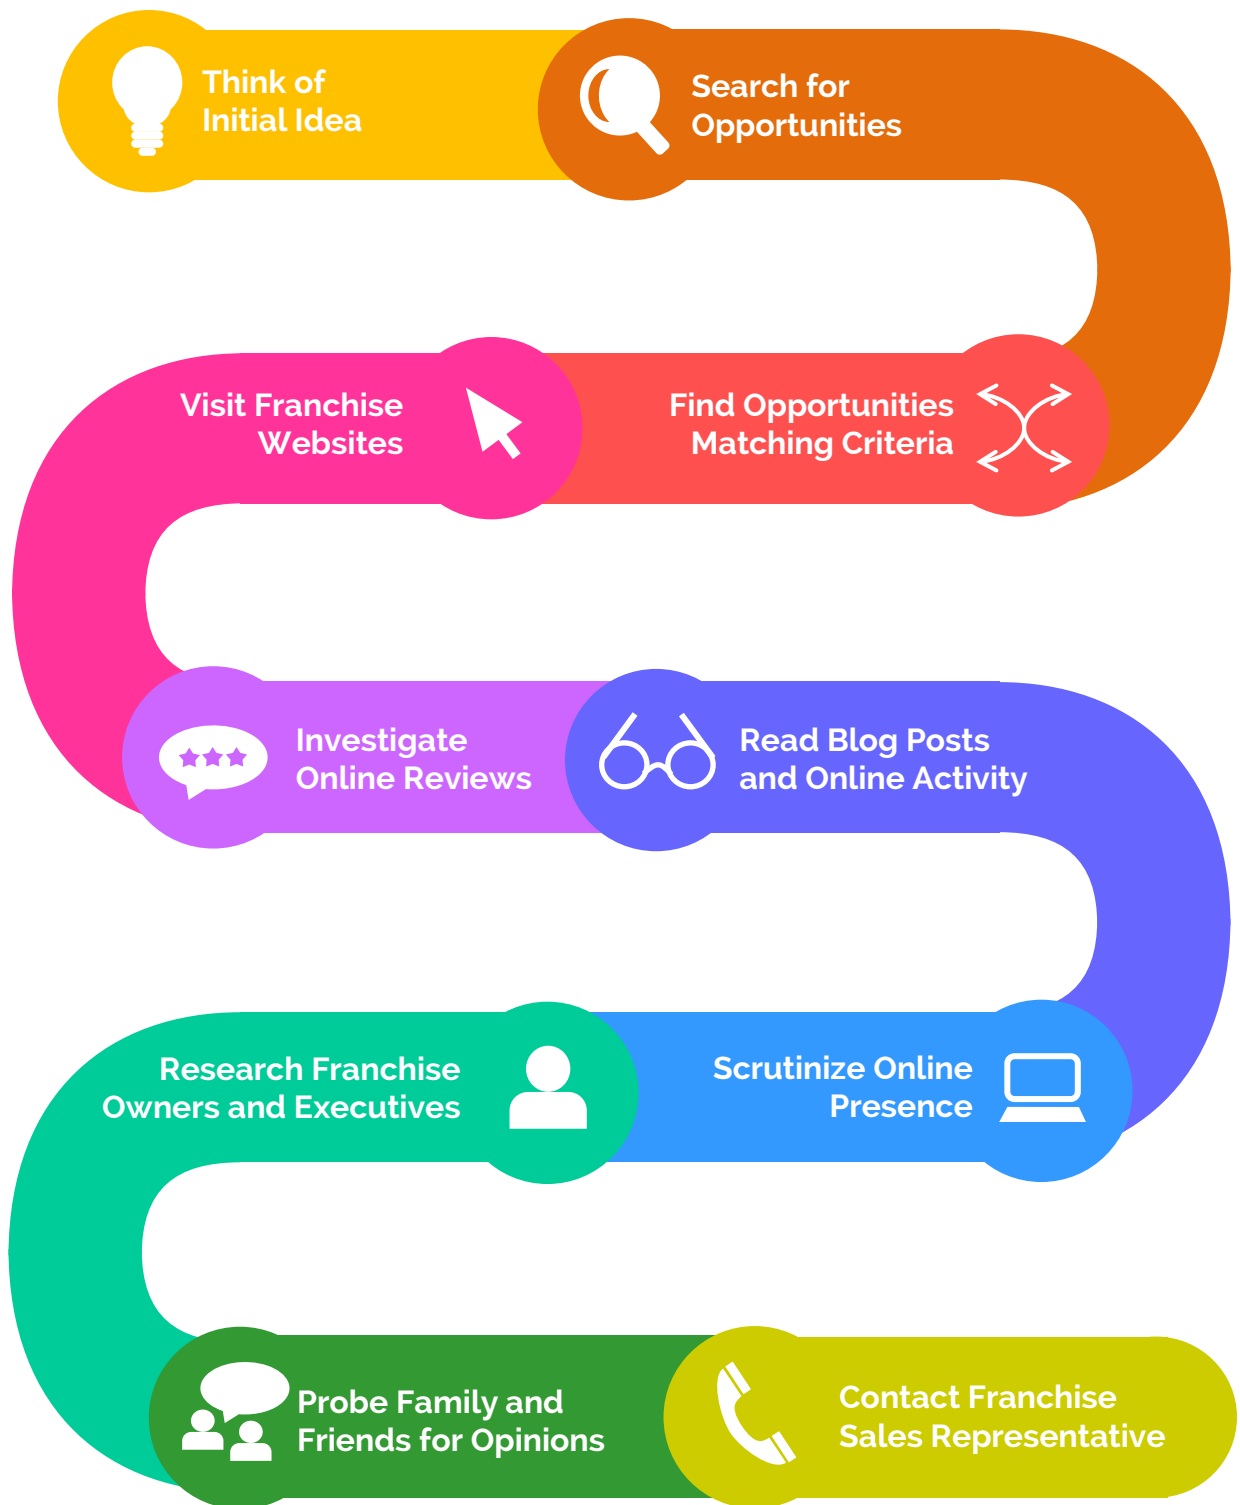 Think of
Initial Idea
Search for
Opportunities
Find Opportunities
Matching Criteria
Visit Franchise
Websites
Investigate
Online Reviews
Read Blog Posts
and Online Activity
Scrutinize Online
Presence
Research Franchise
Owners and Executives
Probe Family and
Friends for Opinions
Contact Franchise
Sales Representative